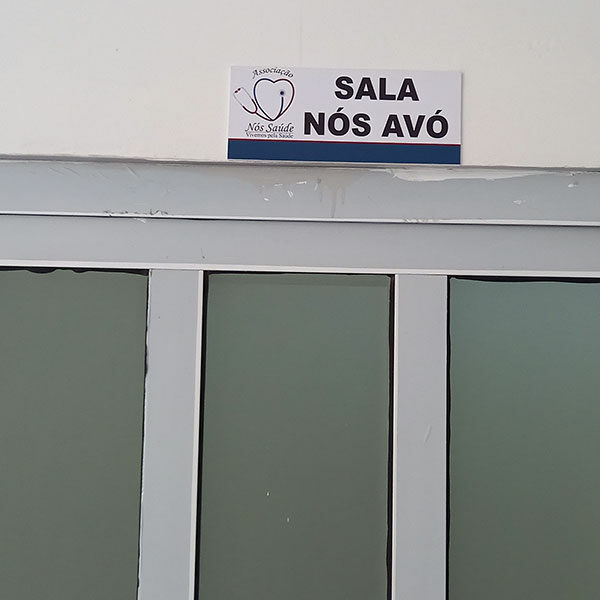 Associação
Nós Saúde
Vivemos pela Saúde
SALA
NÓS AVÓ